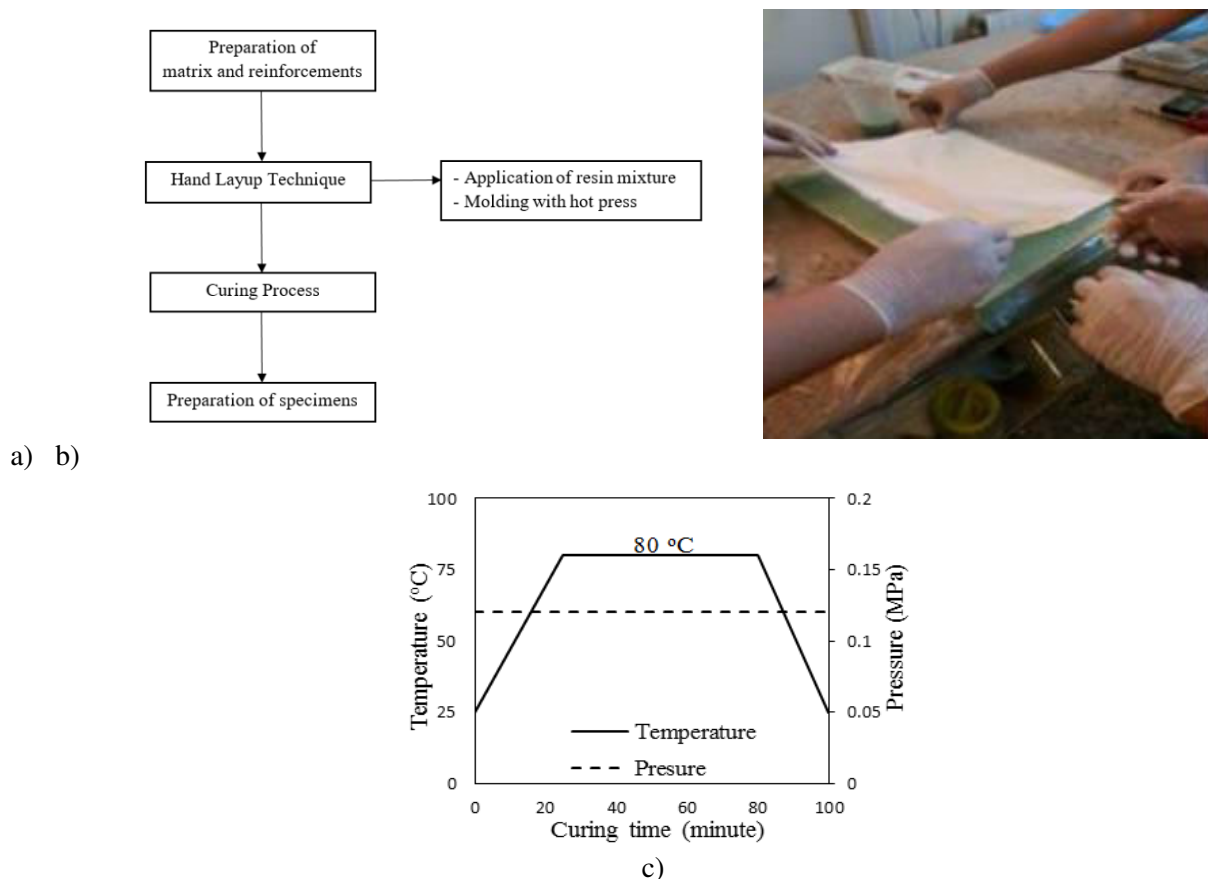 Preparation of
matrix and reinforcements
Hand Layup Technique
- Application of resin mixture
- Molding with hot press
Curing Process
Preparation of specimens
a) b)
100
75
50
25
0
Temperature (°C)
80 °C
0.2
0.15
0.1
0.05
0
Pressure (MPa)
Temperature
Presure
0 20 40 60 80 100
Curing time (minute)
c)